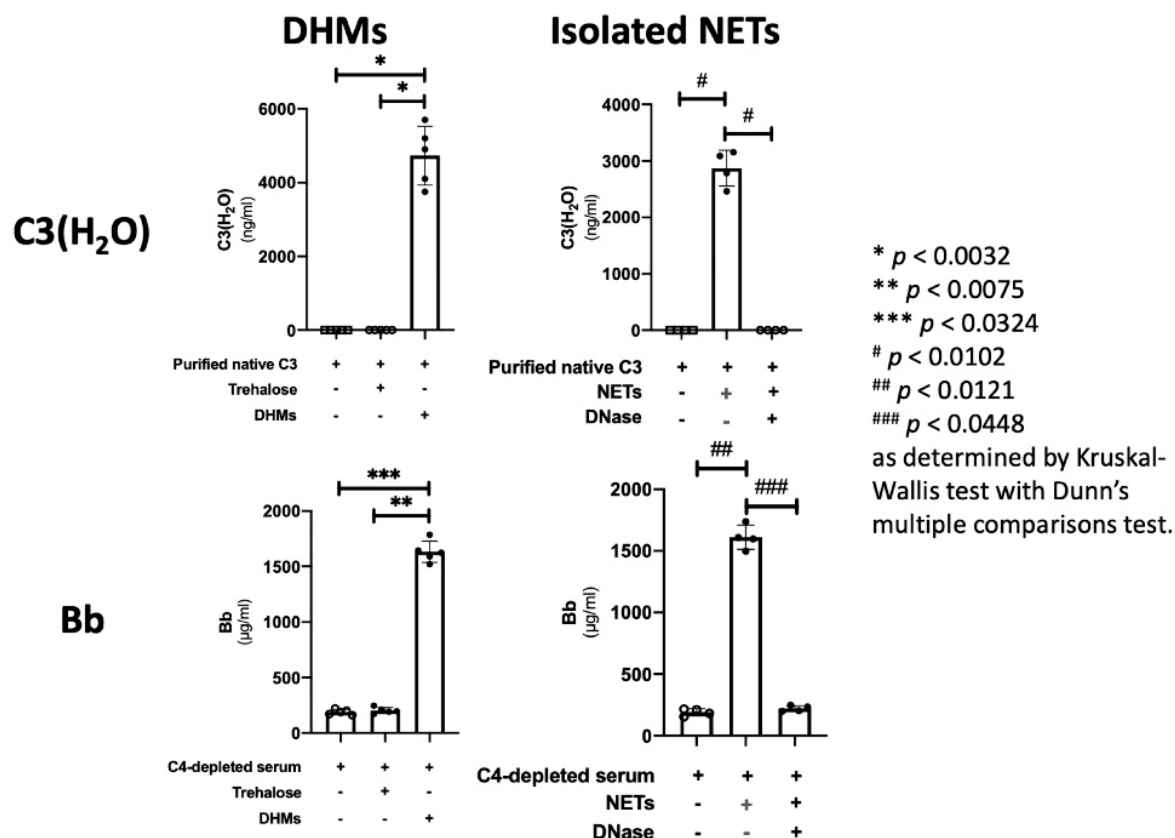 DHMs
Isolated NETs
*
*
6000
4000
2000
0
C3(H₂O)
(ng/ml)
Purified native C3 + + +
Trehalose - + -
DHMs - - +
#
#
4000
3000
2000
1000
0
C3(H₂O)
(ng/ml)
Purified native C3 + + +
NETs - + +
DNase - - +
C3(H₂O)
* p < 0.0032
** p < 0.0075
*** p < 0.0324
# p < 0.0102
## p < 0.0121
### p < 0.0448
as determined by Kruskal-
Wallis test with Dunn's
multiple comparisons test.
***
**
2000
1500
1000
500
0
Bb
(µg/ml)
C4-depleted serum + + +
Trehalose - + -
DHMs - - +
##
###
2000
1500
1000
500
0
Bb
(µg/ml)
C4-depleted serum + + +
NETs - + +
DNase - - +
Bb